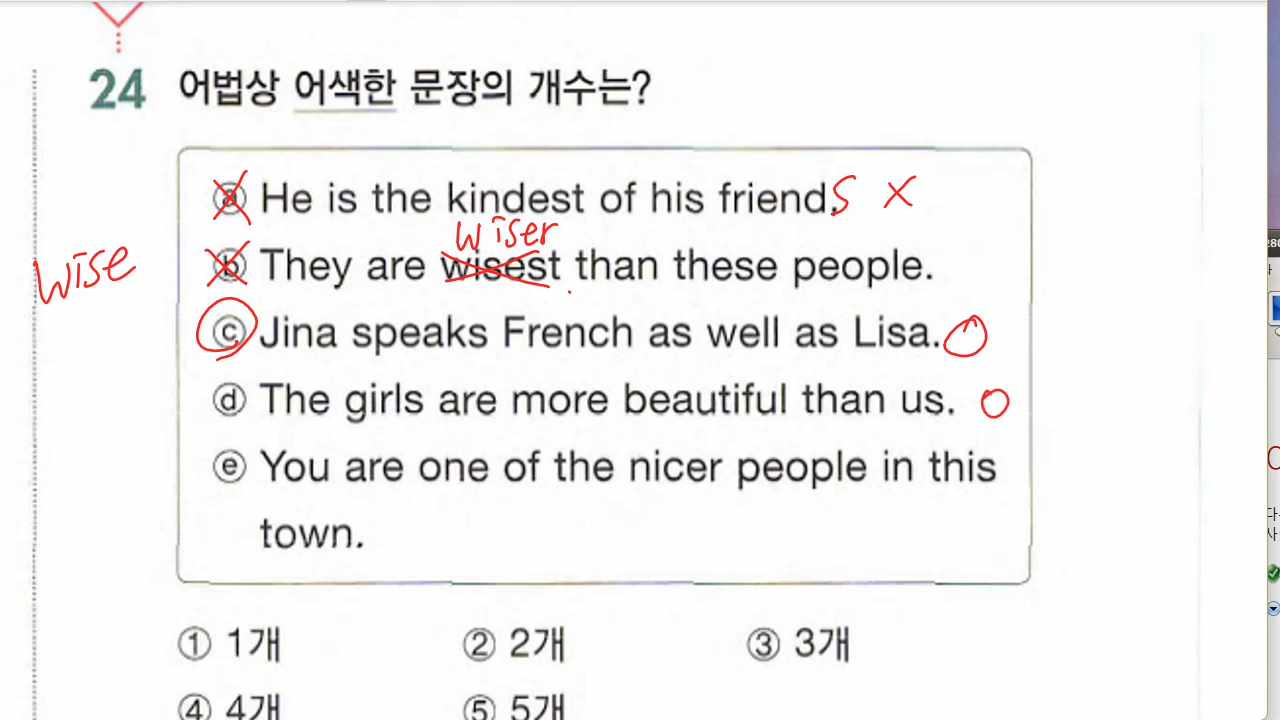 24 어법상 어색한 문장의 개수는?
ⓐ He is the kindest of his friend.s X
wiser
wise
ⓑ They are wisest than these people.
ⓒ Jina speaks French as well as Lisa. O
ⓓ The girls are more beautiful than us. O
ⓔ You are one of the nicer people in this
town.
① 1개 ② 2개 ③ 3개
④ 4개 ⑤ 5개